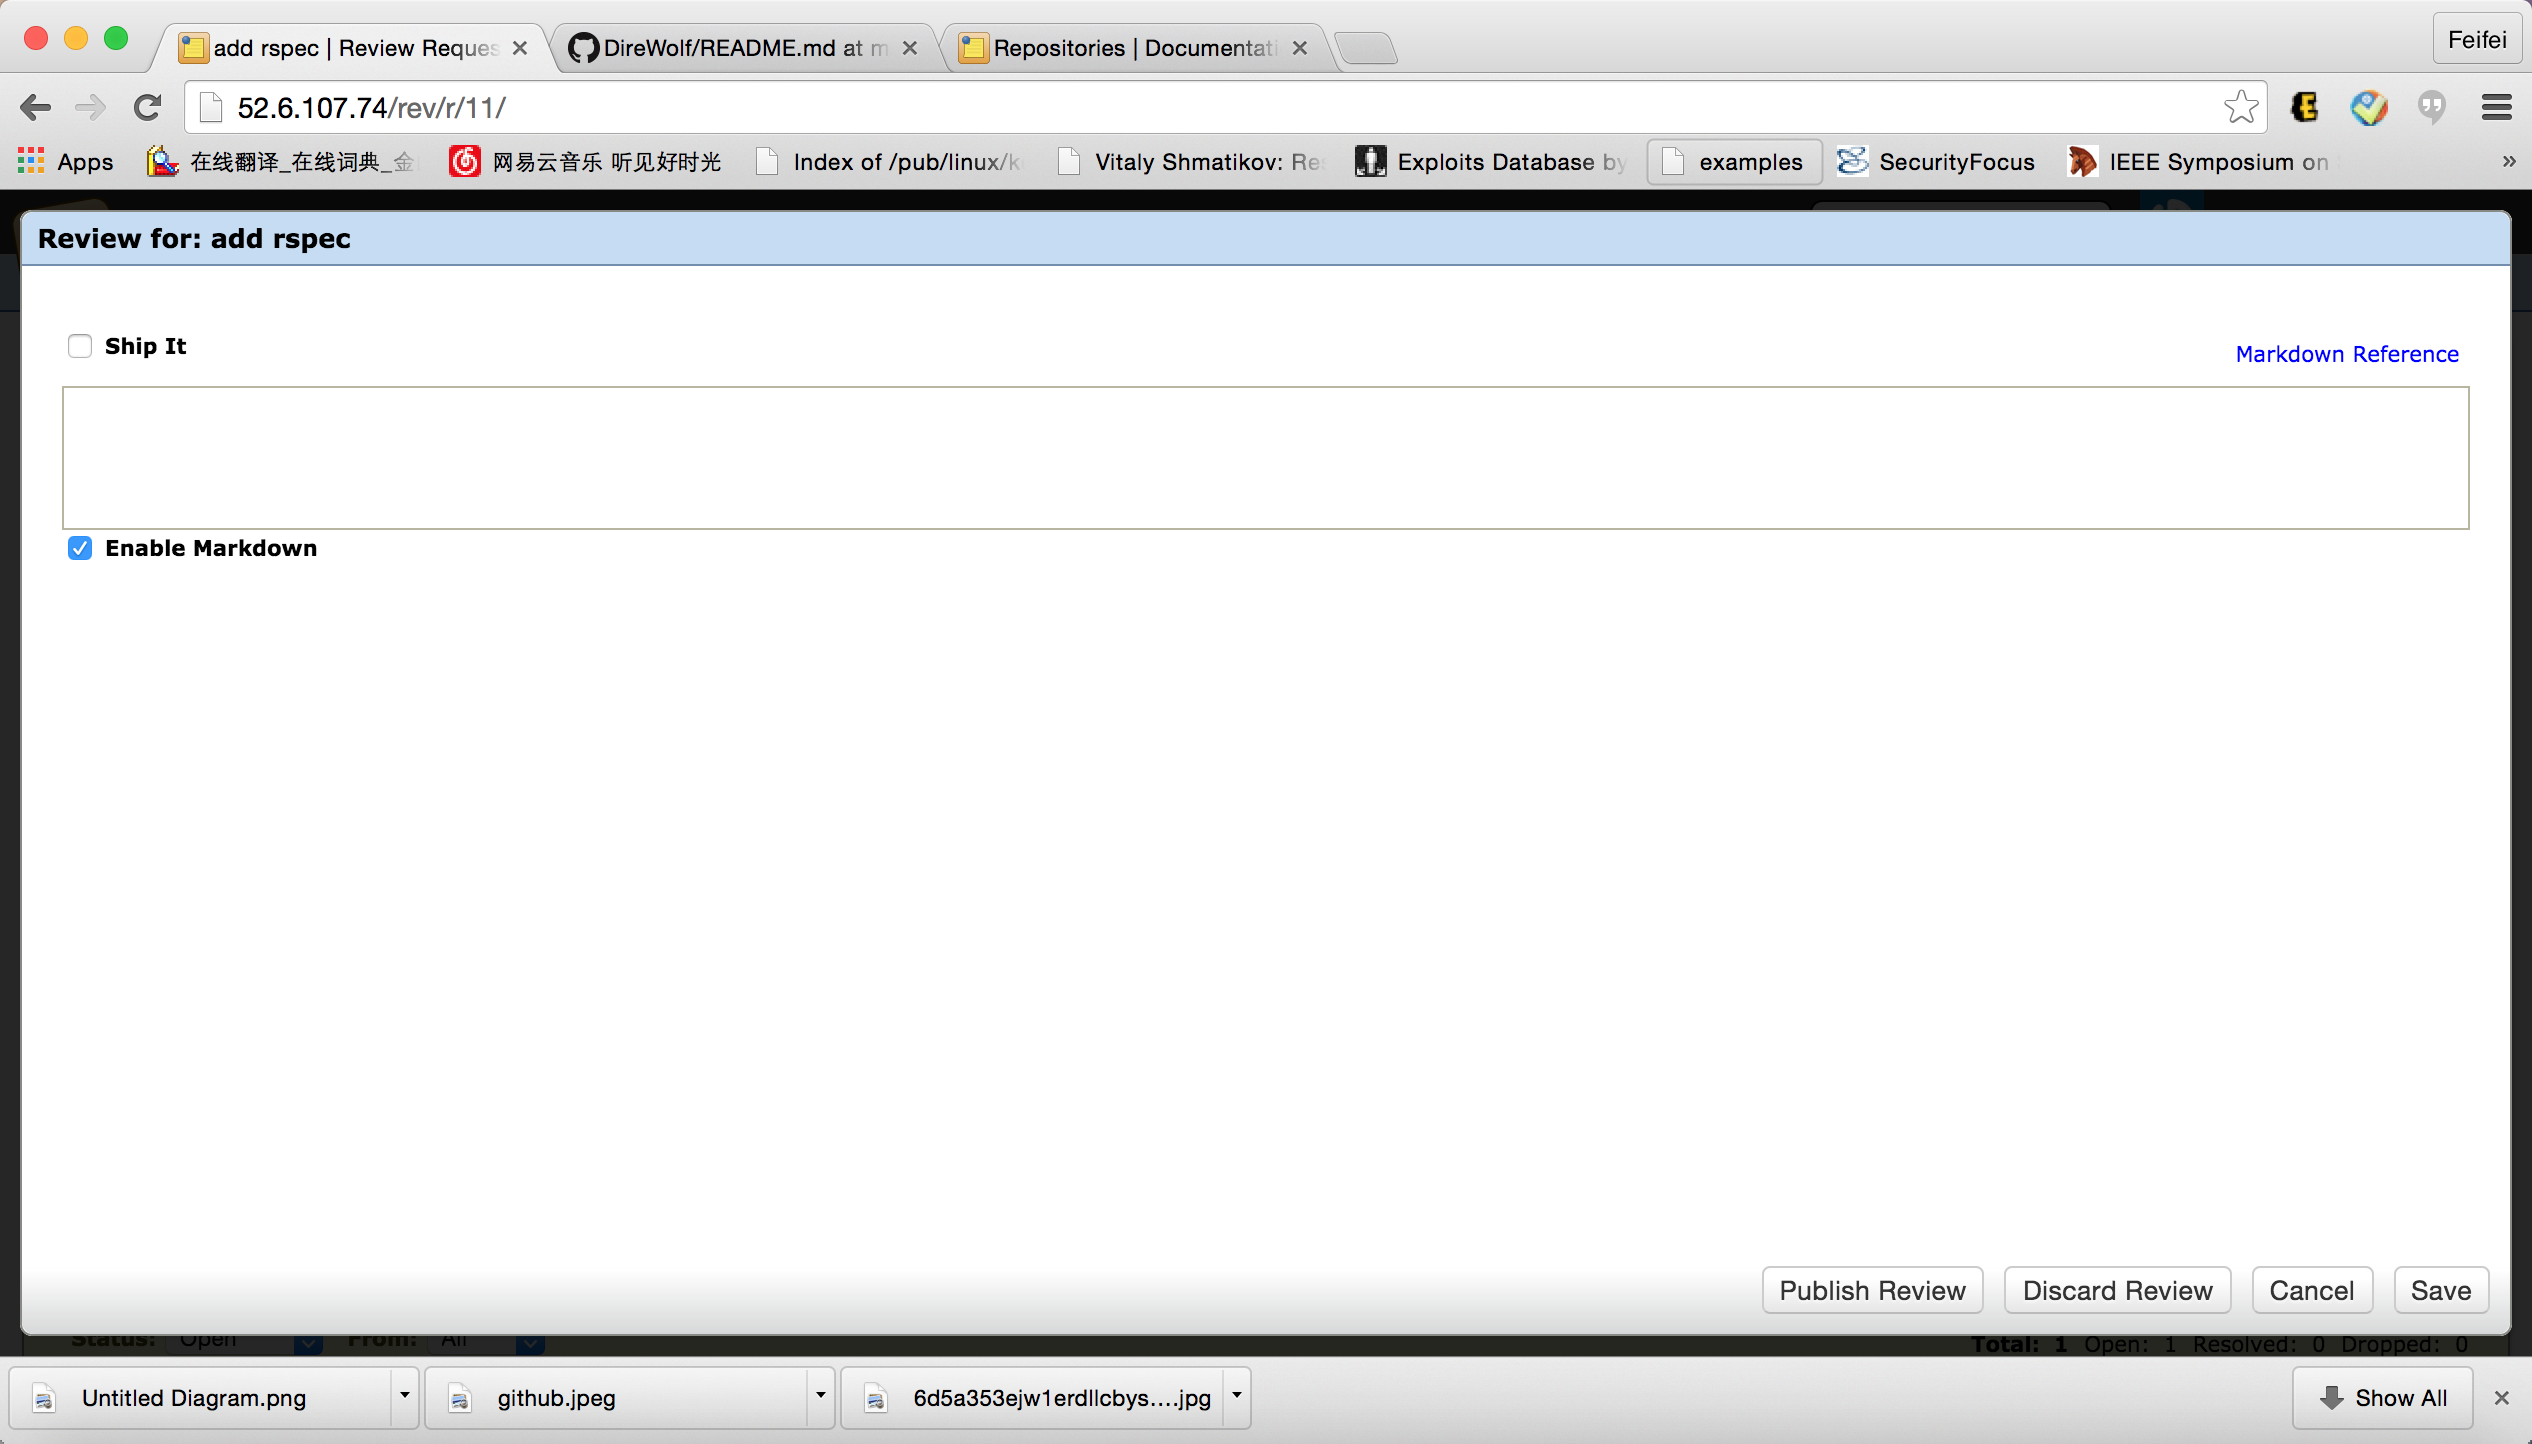 add rspec | Review Reques
DireWolf/README.md at m
Repositories | Documentati
Feifei
52.6.107.74/rev/r/11/
Apps
在线翻译_在线词典_金
网易云音乐 听见好时光
Index of /pub/linux/k
Vitaly Shmatikov: Res
Exploits Database by
examples
SecurityFocus
IEEE Symposium on
»
Review for: add rspec
Ship It
Markdown Reference
Enable Markdown
Publish Review
Discard Review
Cancel
Save
Status: Open From: All
Total: 1 Open: 1 Resolved: 0 Dropped: 0
Untitled Diagram.png
github.jpeg
6d5a353ejw1erdllcbys....jpg
Show All